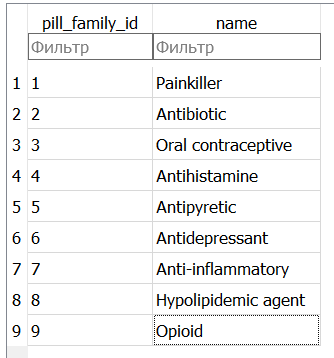 pill_family_id name
Фильтр Фильтр
1 1 Painkiller
2 2 Antibiotic
3 3 Oral contraceptive
4 4 Antihistamine
5 5 Antipyretic
6 6 Antidepressant
7 7 Anti-inflammatory
8 8 Hypolipidemic agent
9 9 Opioid